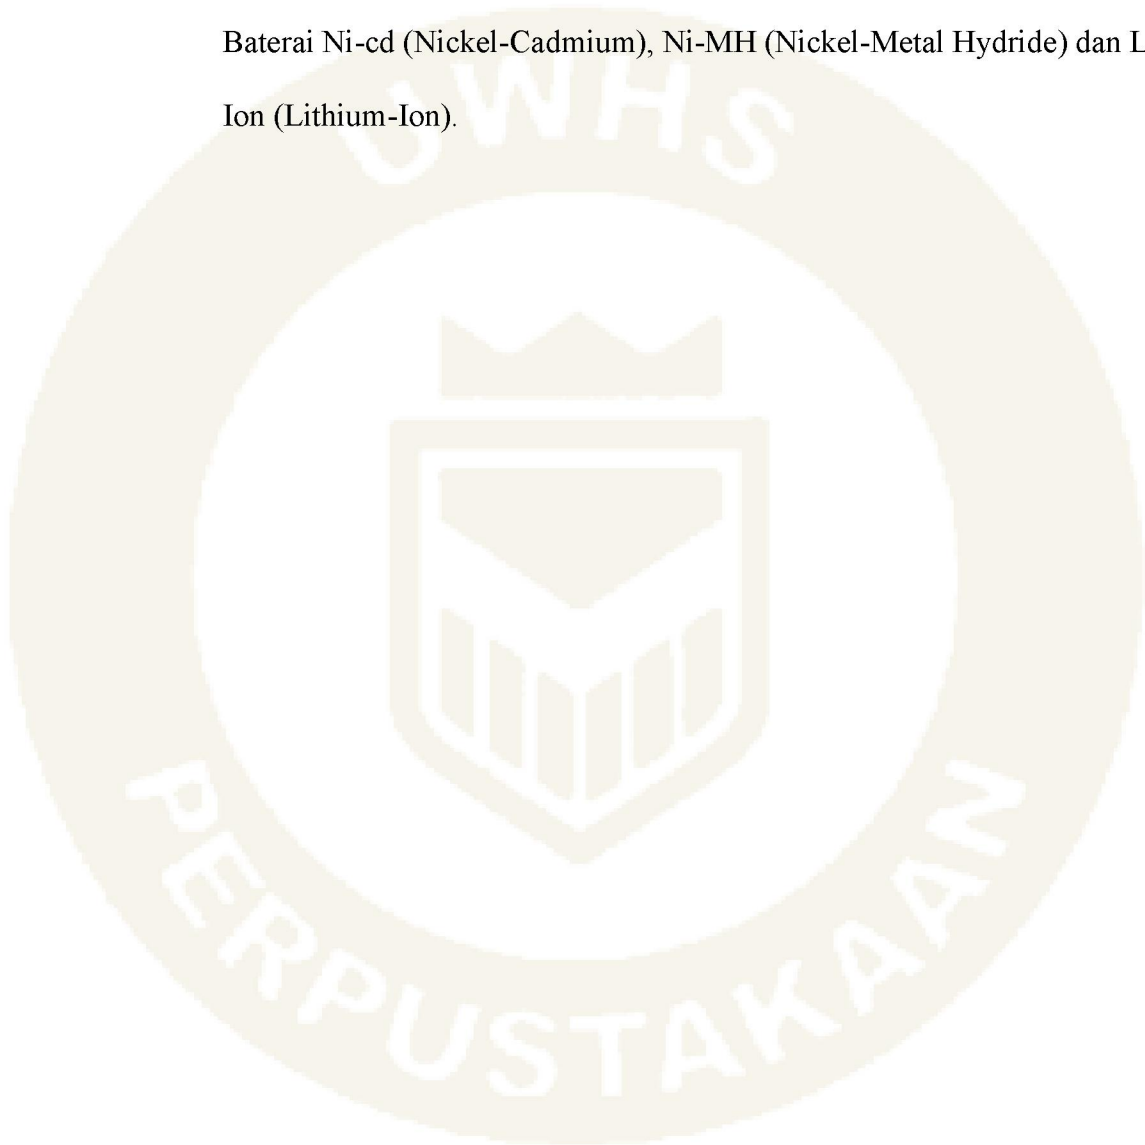 Baterai Ni-cd (Nickel-Cadmium), Ni-MH (Nickel-Metal Hydride) dan L
Ion (Lithium-Ion).
UWHS
PERPUSTAKAAN